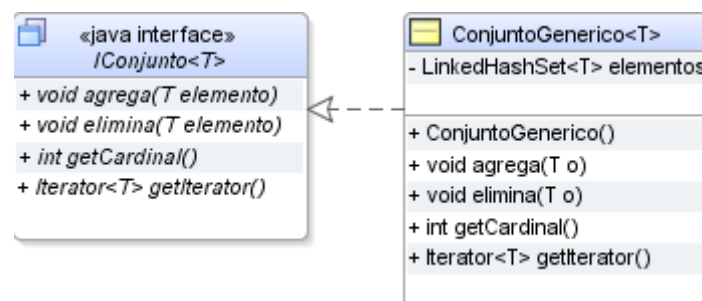 «java interface»
IConjunto<T>
+ void agrega(T elemento)
+ void elimina(T elemento)
+ int getCardinal()
+ Iterator<T> getIterator()
ConjuntoGenerico<T>
- LinkedHashSet<T> elementos
+ ConjuntoGenerico()
+ void agrega(T o)
+ void elimina(T o)
+ int getCardinal()
+ Iterator<T> getIterator()